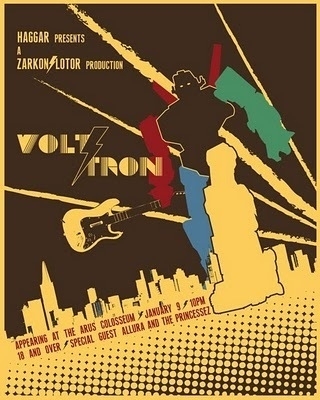 HAGGAR PRESENTS
A
ZARKON LOTOR PRODUCTION
VOLT
TRON
APPEARING AT THE ARUS COLOSSEUM JANUARY 9 10PM
18 AND OVER SPECIAL GUEST ALLURA AND THE PRINCESSEZ